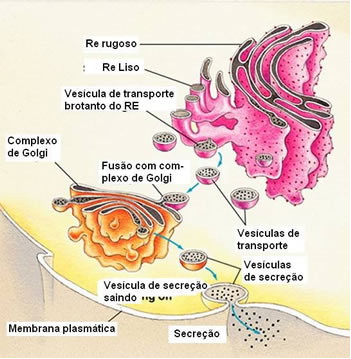 Re rugoso
: Re Liso
Vesícula de transporte
brotanto do RE
Complexo
de Golgi
Fusão com com-
plexo de Golgi
Vesículas de
transporte
Vesículas
de secreção
Vesícula de secreção
saindo
Membrana plasmática
Secreção